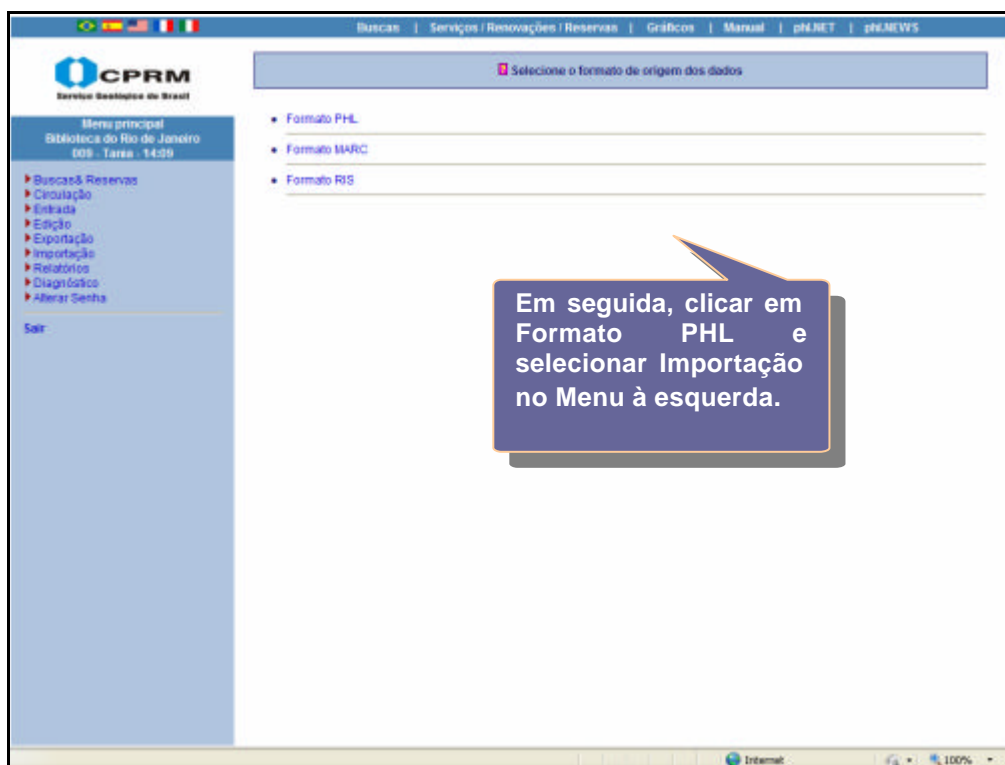 Buscas | Serviços / Renovações / Reservas | Gráficos | Manual | phl.NET | phl.NEWS
CPRM
Serviço Geológico do Brasil
Selecione o formato de origem dos dados
Menu principal
Biblioteca do Rio de Janeiro
009 - Tania - 14:09
Formato PHL
Formato MARC
Formato RIS
Buscas& Reservas
Circulação
Entrada
Edição
Exportação
Importação
Relatórios
Diagnóstico
Alterar Senha
Sair
Em seguida, clicar em
Formato PHL e
selecionar Importação
no Menu à esquerda.
Internet
100%